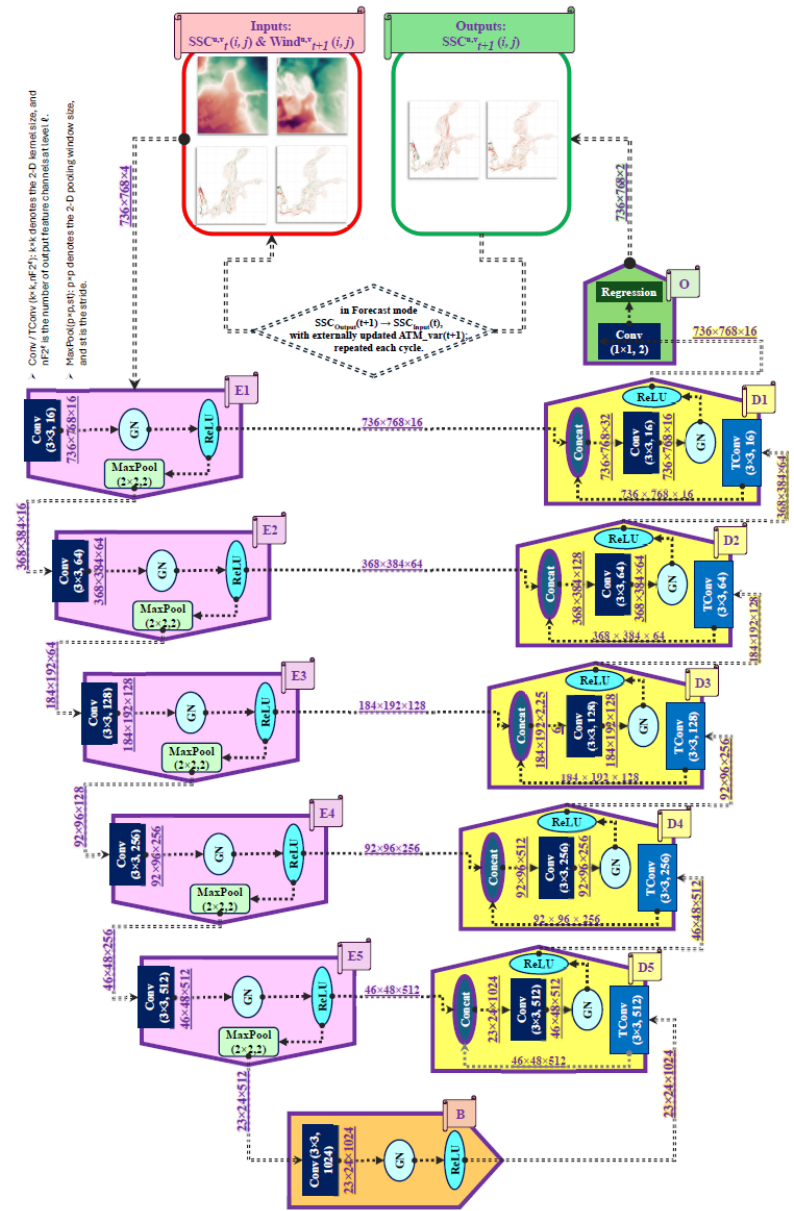 Inputs:
SSCᵘ·ᵛₜ (i, j) & Windᵘ·ᵛₜ₊₁ (i, j)
Outputs:
SSCᵘ·ᵛₜ₊₁ (i, j)
➢ Conv / TConv (k×k,nF2ℓ): k×k denotes the 2-D kernel size, and
nF2ℓ is the number of output feature channels at level ℓ.
➢ MaxPool(p×p,st): p×p denotes the 2-D pooling window size,
and st is the stride.
736×768×4
736×768×2
in Forecast mode
SSC_Output(t+1) → SSC_Input(t),
with externally updated ATM_var(t+1);
repeated each cycle.
O
Regression
Conv
(1×1, 2)
736×768×16
E1
Conv
(3×3, 16)
736×768×16
GN
ReLU
MaxPool
(2×2,2)
736×768×16
D1
ReLU
Concat
736×768×32
Conv
(3×3, 16)
736×768×16
GN
TConv
(3×3, 16)
736 × 768 × 16
368×384×16
368×384×64
E2
Conv
(3×3, 64)
368×384×64
GN
ReLU
MaxPool
(2×2,2)
368×384×64
D2
ReLU
Concat
368×384×128
Conv
(3×3, 64)
368×384×64
GN
TConv
(3×3, 64)
368 × 384 × 64
184×192×64
184×192×128
E3
Conv
(3×3, 128)
184×192×128
GN
ReLU
MaxPool
(2×2,2)
184×192×128
D3
ReLU
Concat
184×192×2.25
6
Conv
(3×3, 128)
184×192×128
GN
TConv
(3×3, 128)
184 × 192 × 128
92×96×128
92×96×256
E4
Conv
(3×3, 256)
92×96×256
GN
ReLU
MaxPool
(2×2,2)
92×96×256
D4
ReLU
Concat
92×96×512
Conv
(3×3, 256)
92×96×256
GN
TConv
(3×3, 256)
92 × 96 × 256
46×48×256
46×48×512
E5
Conv
(3×3, 512)
46×48×512
GN
ReLU
MaxPool
(2×2,2)
46×48×512
D5
ReLU
Concat
23×24×1024
Conv
(3×3, 512)
46×48×512
GN
TConv
(3×3, 512)
46×48×512
23×24×512
23×24×1024
B
Conv (3×3,
1024)
23×24×1024
GN
ReLU